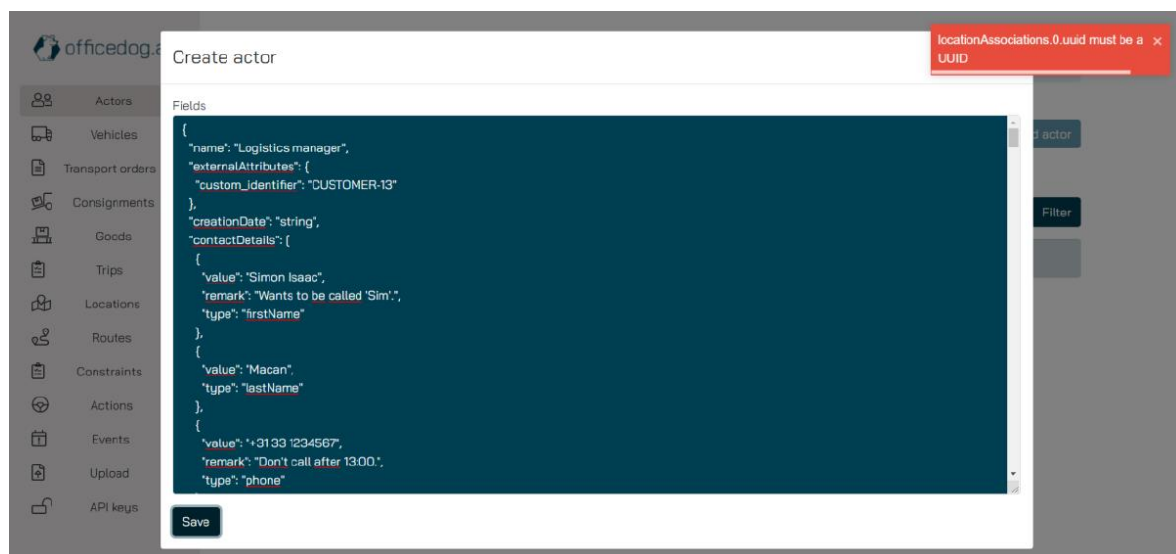 officedog.a
Create actor
locationAssociations.0.uuid must be a
UUID
Actors
Vehicles
Transport orders
Consignments
Goods
Trips
Locations
Routes
Constraints
Actions
Events
Upload
API keys
Fields
{
"name": "Logistics manager",
"externalAttributes": {
"custom_identifier": "CUSTOMER-13"
},
"creationDate": "string",
"contactDetails": [
{
"value": "Simon Isaac",
"remark": "Wants to be called 'Sim'.",
"type": "firstName"
},
{
"value": "Macan",
"type": "lastName"
},
{
"value": "+31 33 1234567",
"remark": "Don't call after 13:00.",
"type": "phone"
Save
actor
Filter